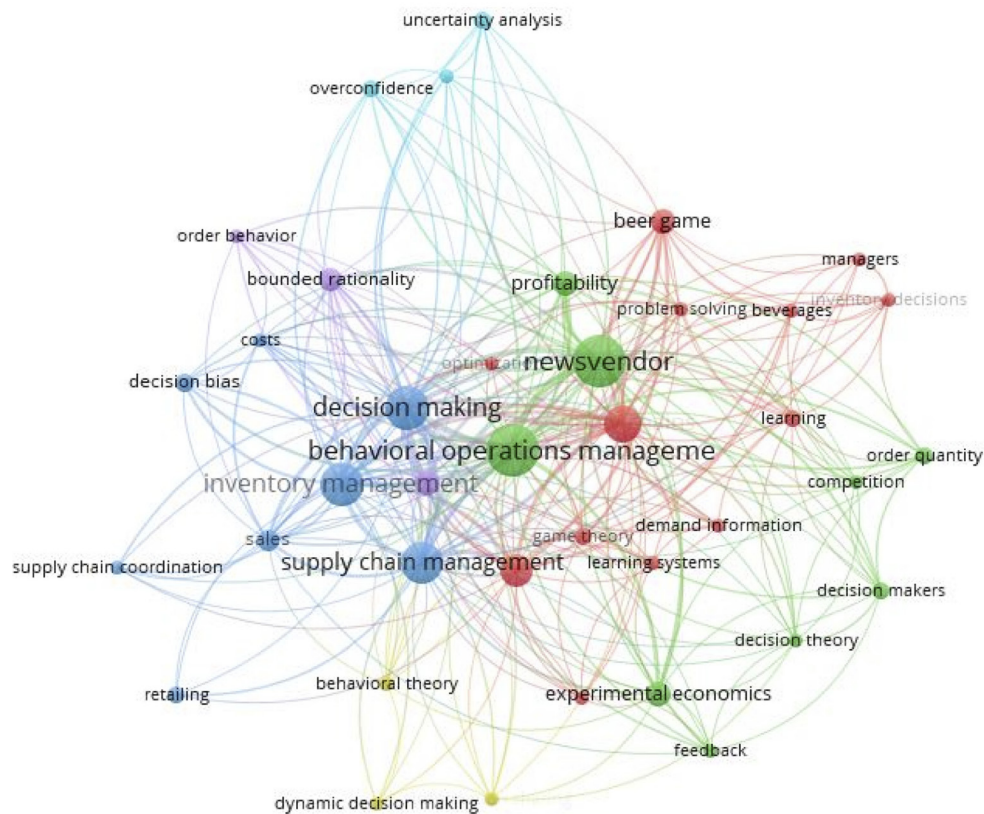 uncertainty analysis
overconfidence
beer game
order behavior
managers
bounded rationality
profitability
inventory decisions
problem solving
beverages
costs
optimization
newsvendor
decision bias
decision making
learning
behavioral operations manageme
order quantity
inventory management
competition
demand information
sales
game theory
supply chain management
learning systems
supply chain coordination
decision makers
decision theory
behavioral theory
retailing
experimental economics
feedback
dynamic decision making